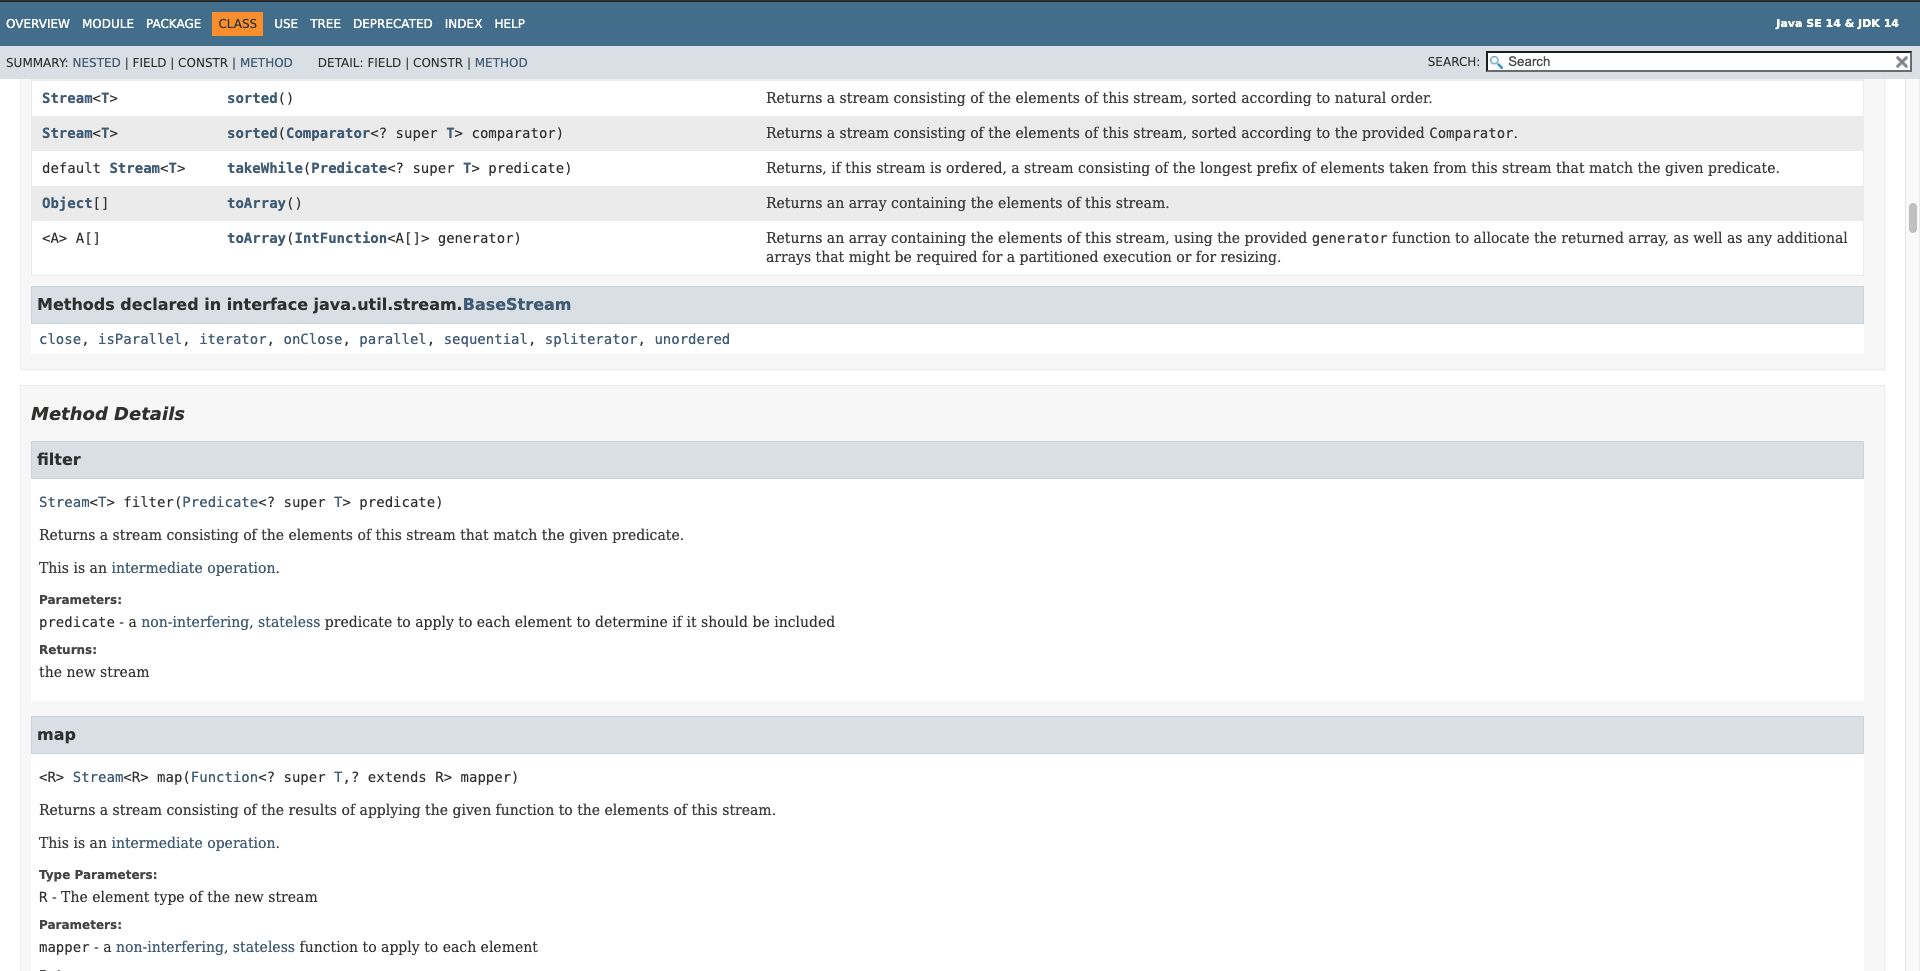 OVERVIEW MODULE PACKAGE CLASS USE TREE DEPRECATED INDEX HELP Java SE 14 & JDK 14
SUMMARY: NESTED | FIELD | CONSTR | METHOD DETAIL: FIELD | CONSTR | METHOD SEARCH: Search
Stream<T> sorted() Returns a stream consisting of the elements of this stream, sorted according to natural order.
Stream<T> sorted(Comparator<? super T> comparator) Returns a stream consisting of the elements of this stream, sorted according to the provided Comparator.
default Stream<T> takeWhile(Predicate<? super T> predicate) Returns, if this stream is ordered, a stream consisting of the longest prefix of elements taken from this stream that match the given predicate.
Object[] toArray() Returns an array containing the elements of this stream.
<A> A[] toArray(IntFunction<A[]> generator) Returns an array containing the elements of this stream, using the provided generator function to allocate the returned array, as well as any additional
arrays that might be required for a partitioned execution or for resizing.
Methods declared in interface java.util.stream.BaseStream
close, isParallel, iterator, onClose, parallel, sequential, spliterator, unordered
Method Details
filter
Stream<T> filter(Predicate<? super T> predicate)
Returns a stream consisting of the elements of this stream that match the given predicate.
This is an intermediate operation.
Parameters:
predicate - a non-interfering, stateless predicate to apply to each element to determine if it should be included
Returns:
the new stream
map
<R> Stream<R> map(Function<? super T,? extends R> mapper)
Returns a stream consisting of the results of applying the given function to the elements of this stream.
This is an intermediate operation.
Type Parameters:
R - The element type of the new stream
Parameters:
mapper - a non-interfering, stateless function to apply to each element